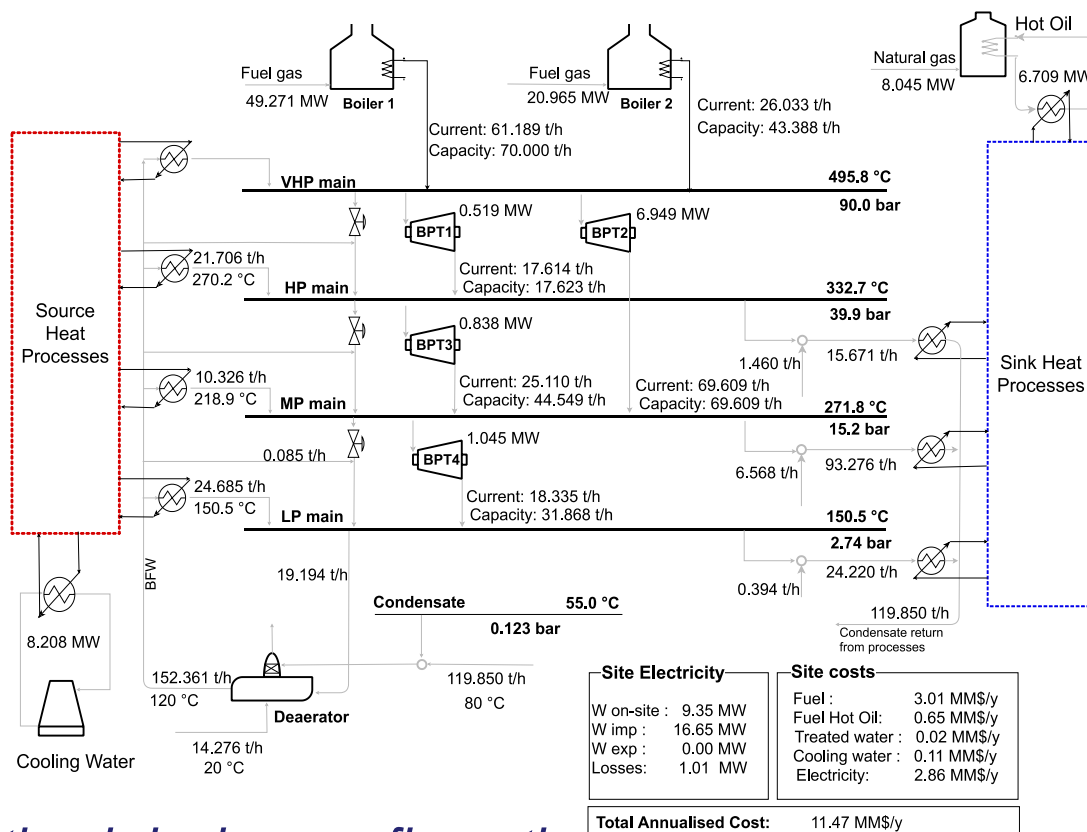 Hot Oil
Natural gas
8.045 MW
6.709 MW
Fuel gas
49.271 MW
Boiler 1
Fuel gas
20.965 MW
Boiler 2
Current: 61.189 t/h
Capacity: 70.000 t/h
Current: 26.033 t/h
Capacity: 43.388 t/h
VHP main
495.8 °C
90.0 bar
0.519 MW
BPT1
6.949 MW
BPT2
21.706 t/h
270.2 °C
Current: 17.614 t/h
Capacity: 17.623 t/h
HP main
332.7 °C
39.9 bar
Source
Heat
Processes
0.838 MW
BPT3
1.460 t/h
15.671 t/h
Sink Heat
Processes
10.326 t/h
218.9 °C
Current: 25.110 t/h
Capacity: 44.549 t/h
Current: 69.609 t/h
Capacity: 69.609 t/h
MP main
271.8 °C
15.2 bar
0.085 t/h
1.045 MW
BPT4
6.568 t/h
93.276 t/h
24.685 t/h
150.5 °C
Current: 18.335 t/h
Capacity: 31.868 t/h
LP main
150.5 °C
2.74 bar
BFW
19.194 t/h
0.394 t/h
24.220 t/h
Condensate
55.0 °C
0.123 bar
119.850 t/h
Condensate return
from processes
8.208 MW
152.361 t/h
120 °C
Deaerator
119.850 t/h
80 °C
14.276 t/h
20 °C
Cooling Water
Site Electricity
W on-site : 9.35 MW
W imp : 16.65 MW
W exp : 0.00 MW
Losses: 1.01 MW
Site costs
Fuel : 3.01 MM$/y
Fuel Hot Oil: 0.65 MM$/y
Treated water : 0.02 MM$/y
Cooling water : 0.11 MM$/y
Electricity: 2.86 MM$/y
Total Annualised Cost: 11.47 MM$/y